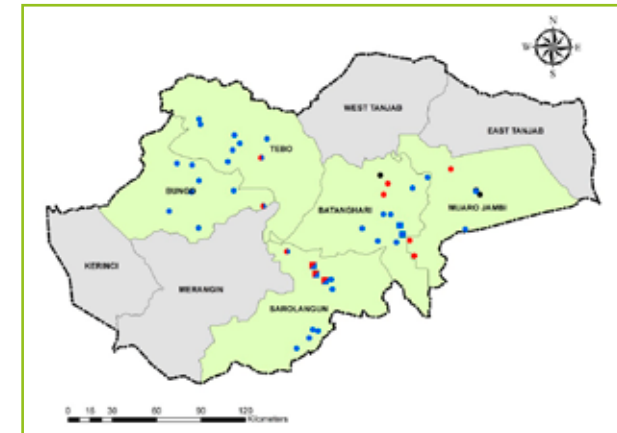 N
W E
S
WEST TANJAB
EAST TANJAB
TEBO
BUNGO
BATANGHARI
MUARO JAMBI
KERINCI
MERANGIN
SAROLANGUN
0 15 30 60 90 120
Kilometers